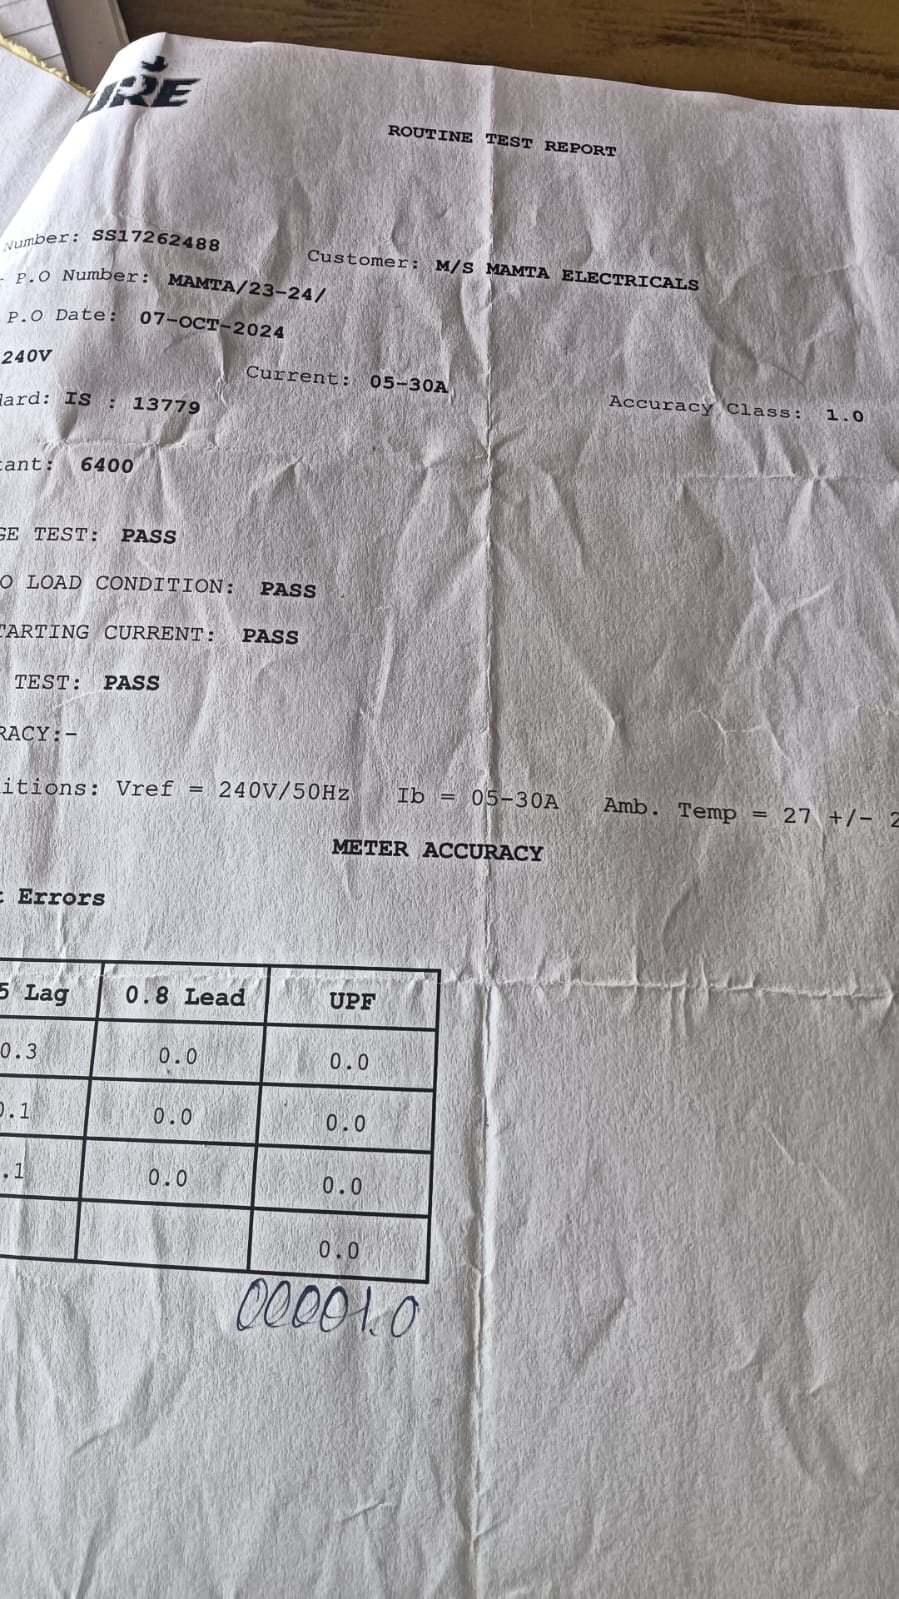 ROUTINE TEST REPORT
Number: SS17262488 Customer: M/S MAMTA ELECTRICALS
P.O Number: MAMTA/23-24/
P.O Date: 07-OCT-2024
240V Current: 05-30A Accuracy Class: 1.0
IS : 13779
6400
TEST: PASS
LOAD CONDITION: PASS
CURRENT: PASS
TEST: PASS
Vref = 240V/50Hz Ib = 05-30A Amb. Temp = 27 +/- 2
METER ACCURACY
Errors
5 Lag 0.8 Lead UPF
0.3 0.0 0.0
0.1 0.0 0.0
.1 0.0 0.0
0.0
00001.0